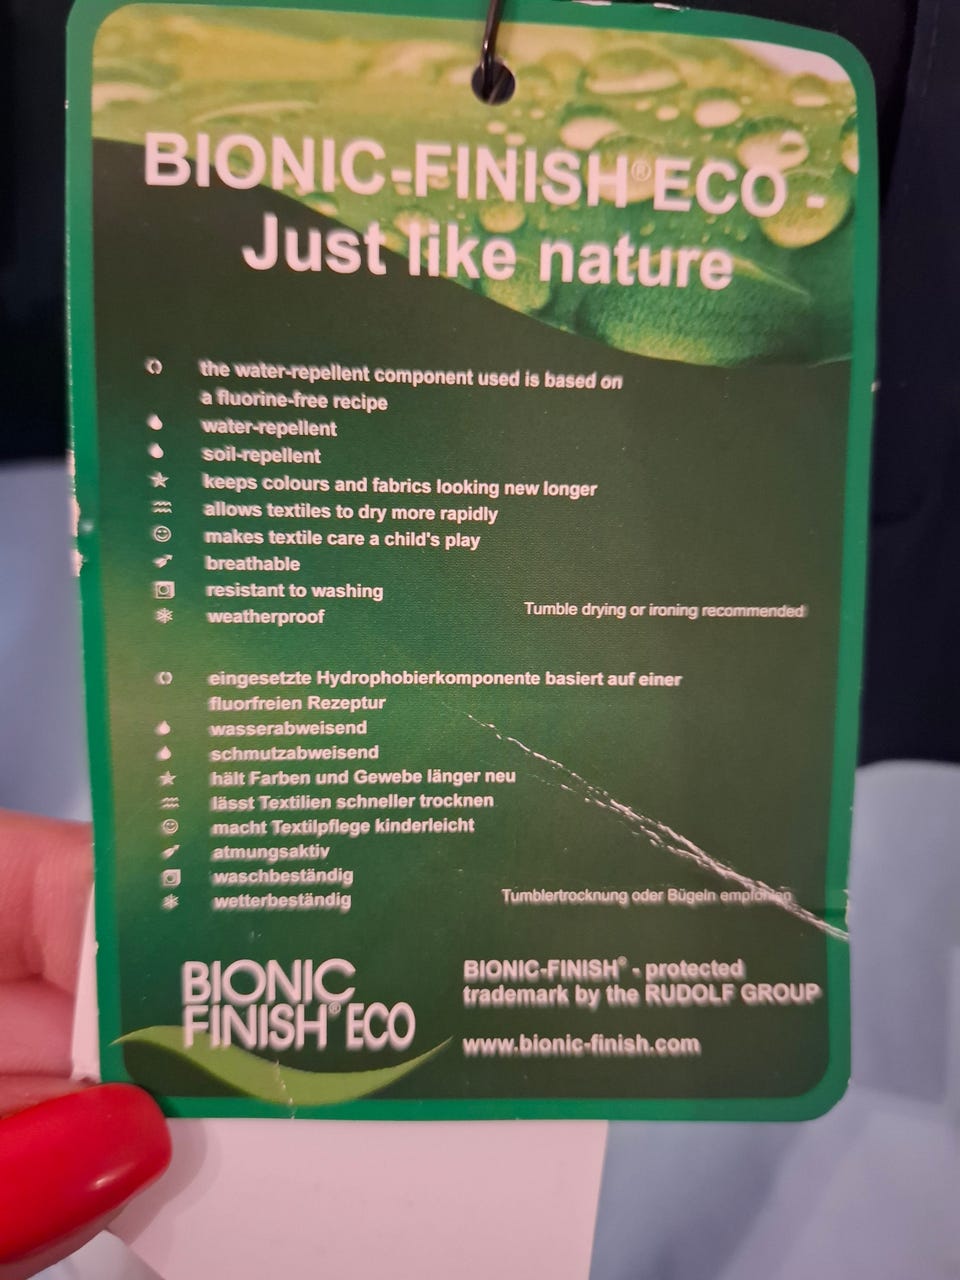 BIONIC-FINISH®ECO -
Just like nature
the water-repellent component used is based on
a fluorine-free recipe
water-repellent
soil-repellent
keeps colours and fabrics looking new longer
allows textiles to dry more rapidly
makes textile care a child's play
breathable
resistant to washing
weatherproof
Tumble drying or ironing recommended
eingesetzte Hydrophobierkomponente basiert auf einer
fluorfreien Rezeptur
wasserabweisend
schmutzabweisend
hält Farben und Gewebe länger neu
lässt Textilien schneller trocknen
macht Textilpflege kinderleicht
atmungsaktiv
waschbeständig
wetterbeständig
Tumblertrocknung oder Bügeln empfohlen
BIONIC
FINISH®ECO
BIONIC-FINISH® - protected
trademark by the RUDOLF GROUP
www.bionic-finish.com